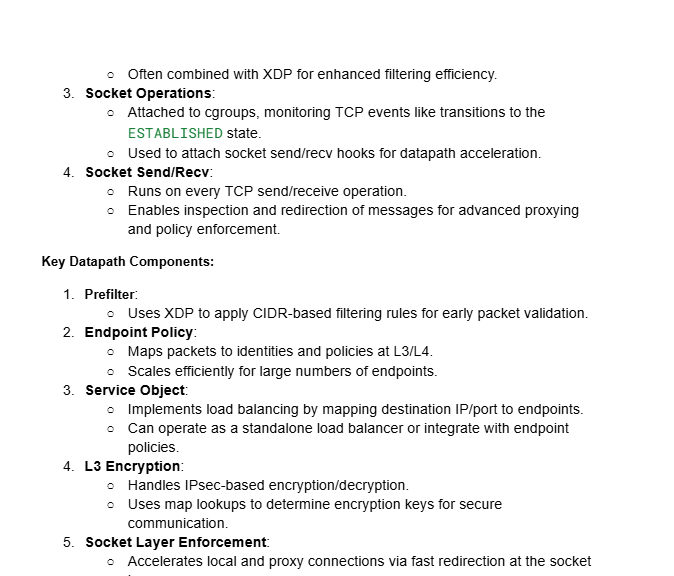 ○ Often combined with XDP for enhanced filtering efficiency.
3. Socket Operations:
○ Attached to cgroups, monitoring TCP events like transitions to the
ESTABLISHED state.
○ Used to attach socket send/recv hooks for datapath acceleration.
4. Socket Send/Recv:
○ Runs on every TCP send/receive operation.
○ Enables inspection and redirection of messages for advanced proxying
and policy enforcement.
Key Datapath Components:
1. Prefilter:
○ Uses XDP to apply CIDR-based filtering rules for early packet validation.
2. Endpoint Policy:
○ Maps packets to identities and policies at L3/L4.
○ Scales efficiently for large numbers of endpoints.
3. Service Object:
○ Implements load balancing by mapping destination IP/port to endpoints.
○ Can operate as a standalone load balancer or integrate with endpoint
policies.
4. L3 Encryption:
○ Handles IPsec-based encryption/decryption.
○ Uses map lookups to determine encryption keys for secure
communication.
5. Socket Layer Enforcement:
○ Accelerates local and proxy connections via fast redirection at the socket